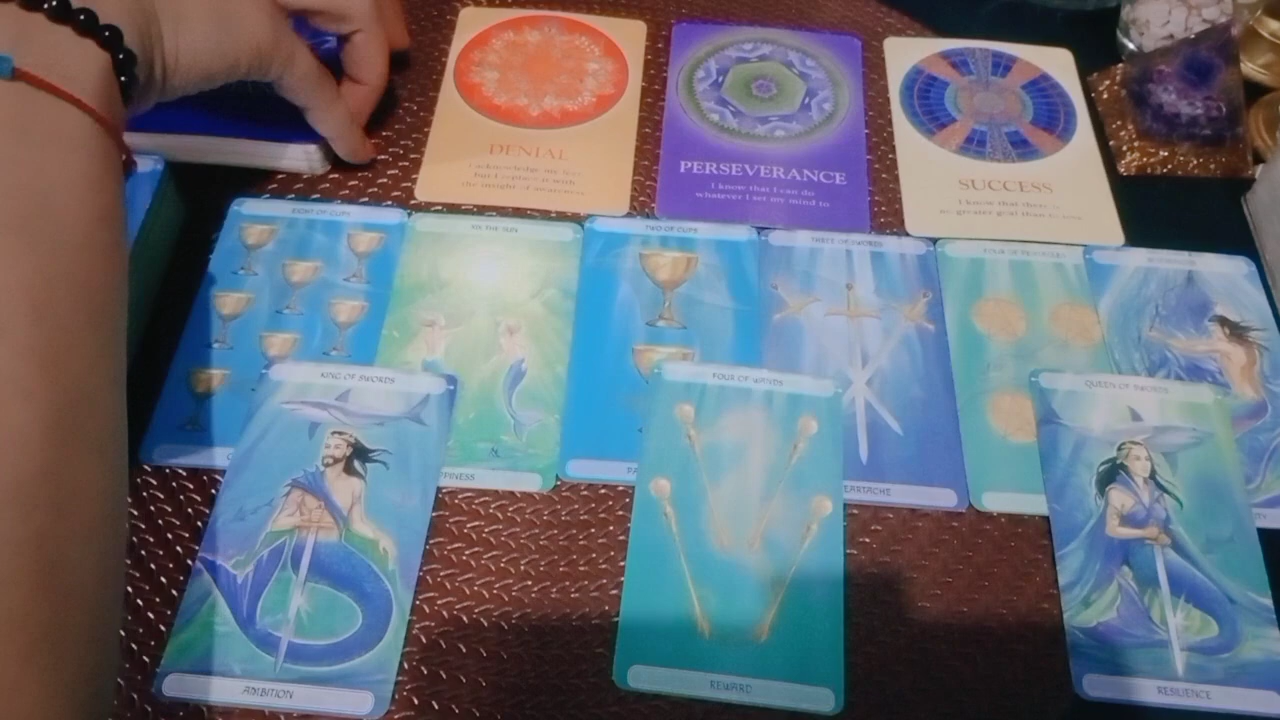 DENIAL
I acknowledge my
but I replace it with
the insight of awareness
PERSEVERANCE
I know that I can do
whatever I set my mind to
SUCCESS
I know that there is
no greater goal than to
EIGHT OF CUPS
XIX THE SUN
TWO OF CUPS
THREE OF SWORDS
FOUR OF PENTACLES
KING OF SWORDS
FOUR OF WANDS
QUEEN OF SWORDS
PPINESS
PA
EARTACHE
AMBITION
REWARD
RESILIENCE